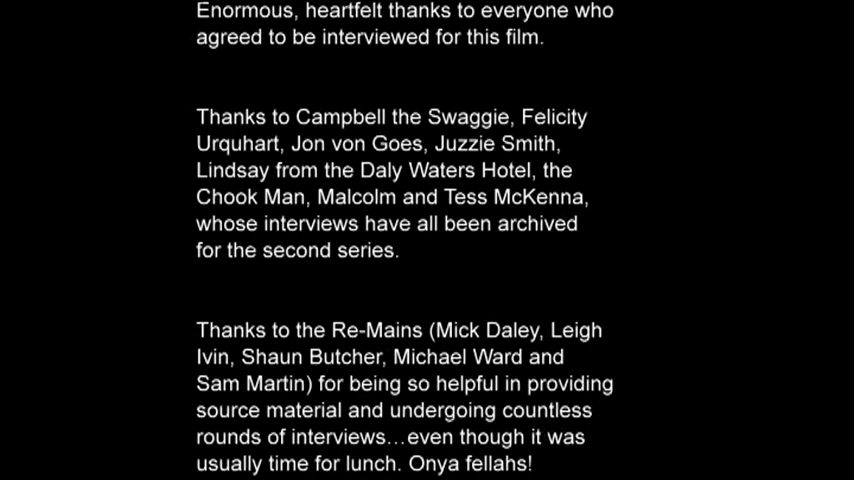 Enormous, heartfelt thanks to everyone who
agreed to be interviewed for this film.
Thanks to Campbell the Swaggie, Felicity
Urquhart, Jon von Goes, Juzzie Smith,
Lindsay from the Daly Waters Hotel, the
Chook Man, Malcolm and Tess McKenna,
whose interviews have all been archived
for the second series.
Thanks to the Re-Mains (Mick Daley, Leigh
Ivin, Shaun Butcher, Michael Ward and
Sam Martin) for being so helpful in providing
source material and undergoing countless
rounds of interviews…even though it was
usually time for lunch. Onya fellahs!